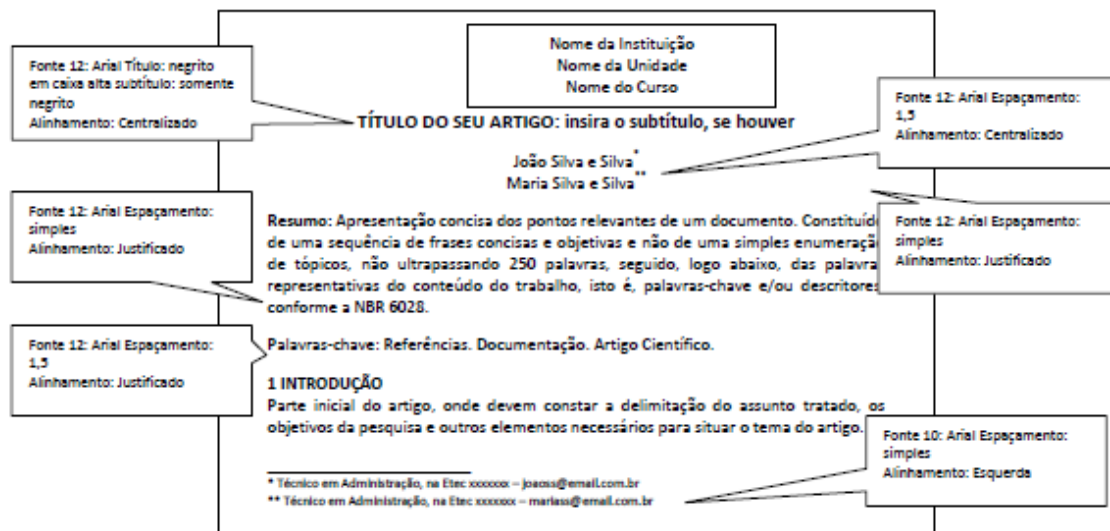 Nome da Instituição
Nome da Unidade
Nome do Curso
Fonte 12: Arial Título: negrito
em caixa alta subtítulo: somente
negrito
Alinhamento: Centralizado
TÍTULO DO SEU ARTIGO: insira o subtítulo, se houver
Fonte 12: Arial Espaçamento:
1,5
Alinhamento: Centralizado
João Silva e Silva*
Maria Silva e Silva**
Fonte 12: Arial Espaçamento:
simples
Alinhamento: Justificado
Fonte 12: Arial Espaçamento:
simples
Alinhamento: Justificado
Resumo: Apresentação concisa dos pontos relevantes de um documento. Constituíd
de uma sequência de frases concisas e objetivas e não de uma simples enumeraçã
de tópicos, não ultrapassando 250 palavras, seguido, logo abaixo, das palavra
representativas do conteúdo do trabalho, isto é, palavras-chave e/ou descritore
conforme a NBR 6028.
Fonte 12: Arial Espaçamento:
1,5
Alinhamento: Justificado
Palavras-chave: Referências. Documentação. Artigo Científico.
1 INTRODUÇÃO
Parte inicial do artigo, onde devem constar a delimitação do assunto tratado, os
objetivos da pesquisa e outros elementos necessários para situar o tema do artigo.
Fonte 10: Arial Espaçamento:
simples
Alinhamento: Esquerda
* Técnico em Administração, na Etec xxxxxxx – joaoss@email.com.br
** Técnico em Administração, na Etec xxxxxxx – mariass@email.com.br